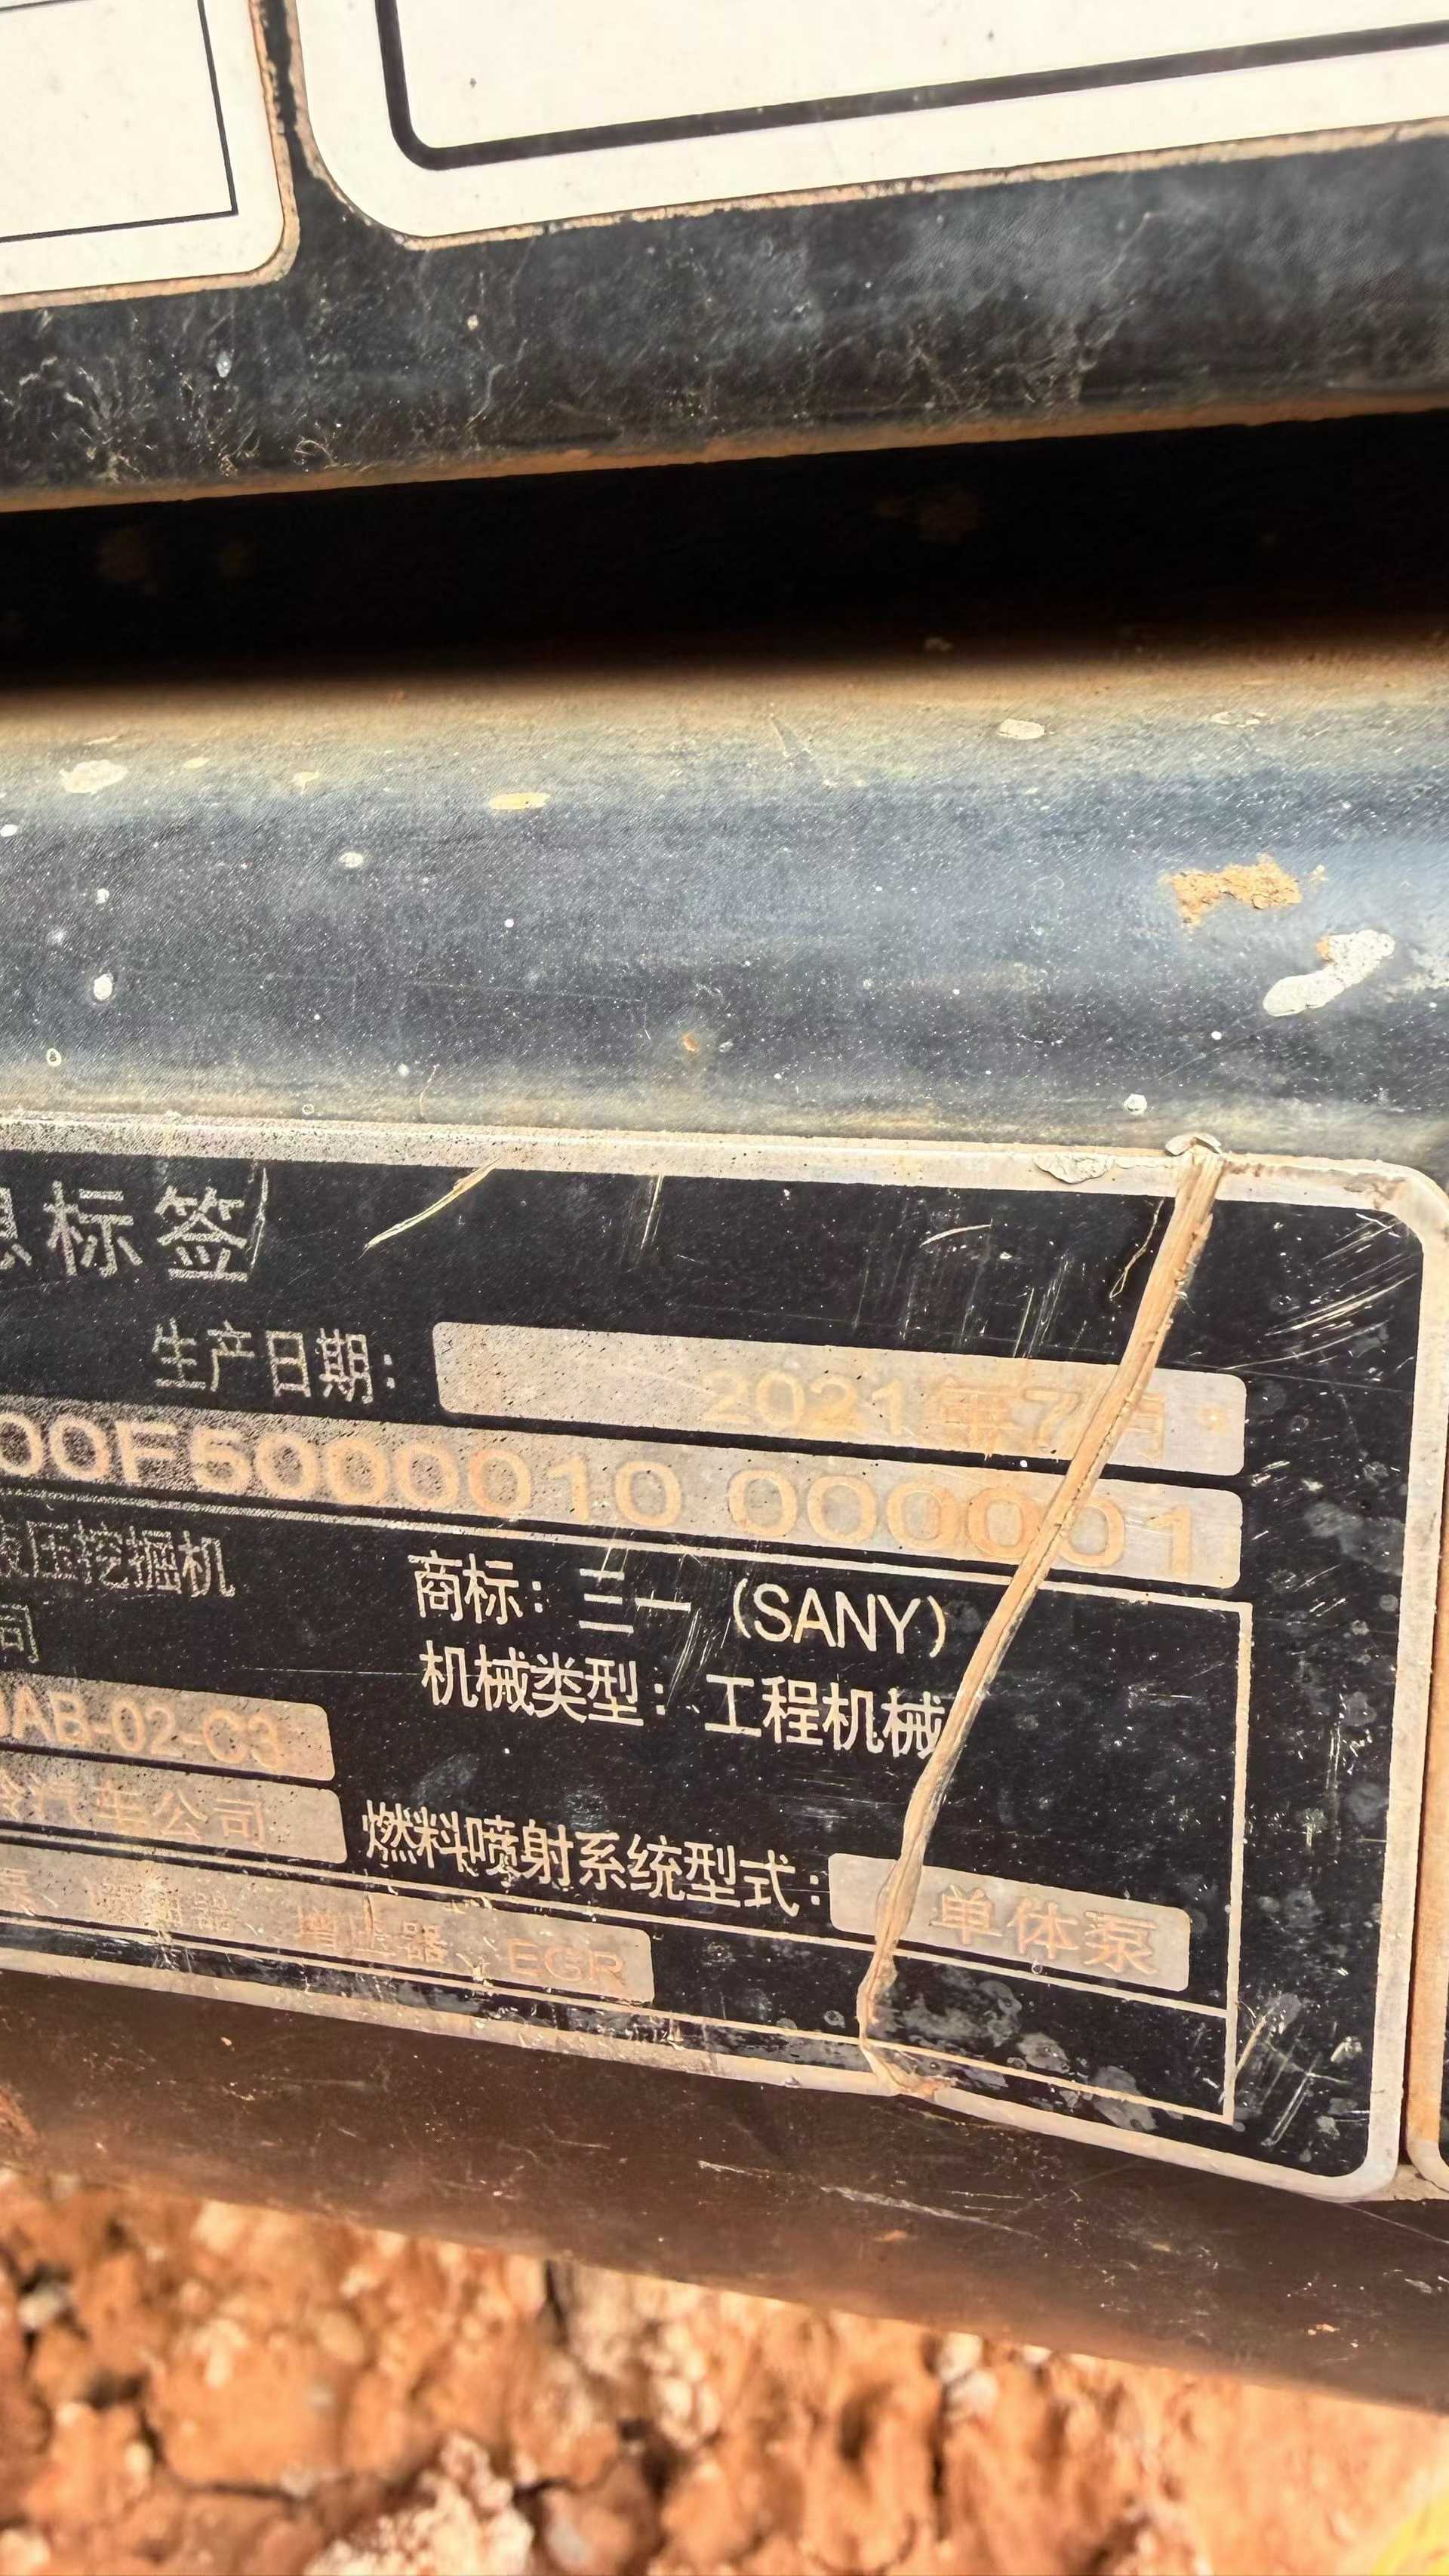 标签
生产日期: 2021年7月
00F5000010 000001
压挖掘机 商标: 三一 (SANY)
司 机械类型: 工程机械
AB-02-C3
汽车公司 燃料喷射系统型式: 单体泵
泵、 增压器、 EGR